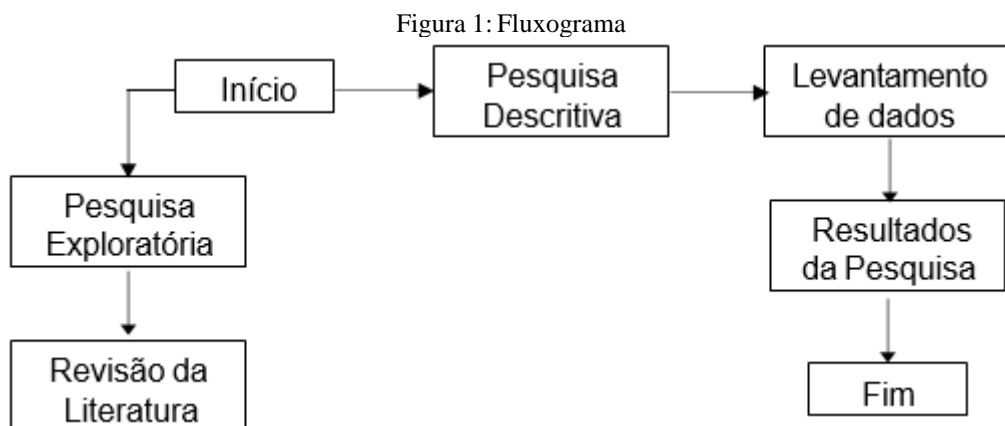 Figura 1: Fluxograma
Início
Pesquisa
Descritiva
Levantamento
de dados
Pesquisa
Exploratória
Resultados
da Pesquisa
Revisão da
Literatura
Fim